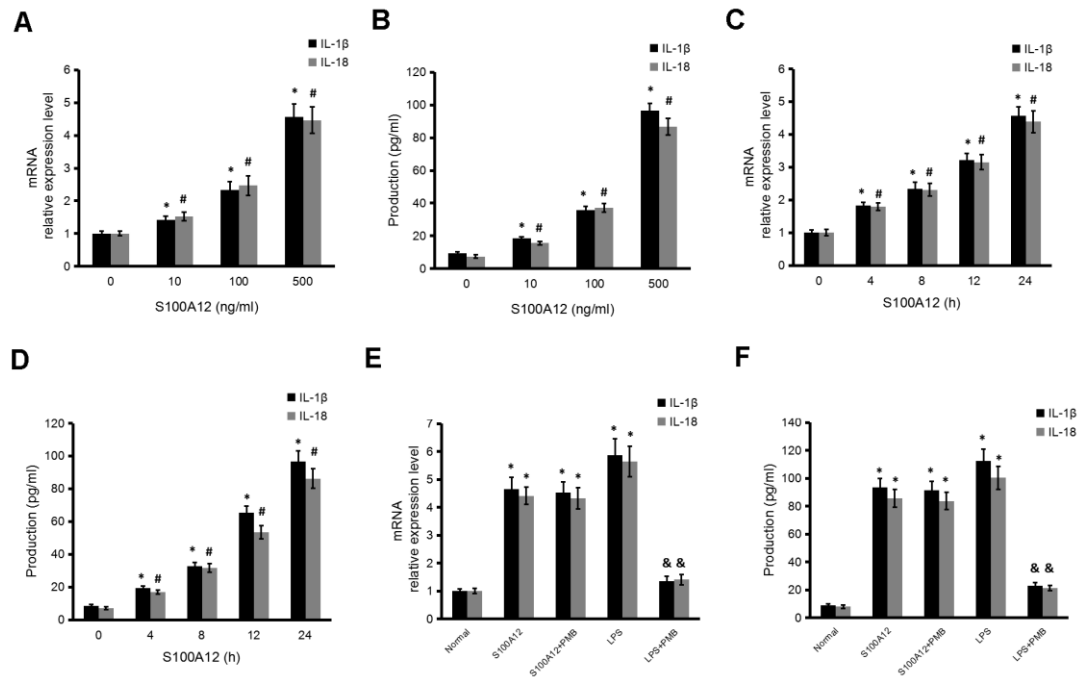 A
IL-1β
IL-18
mRNA
relative expression level
6
5
4
3
2
1
0
* # * # * #
0 10 100 500
S100A12 (ng/ml)
B
IL-1β
IL-18
Production (pg/ml)
120
100
80
60
40
20
0
* # * # * #
0 10 100 500
S100A12 (ng/ml)
C
IL-1β
IL-18
mRNA
relative expression level
6
5
4
3
2
1
0
* # * # * # * #
0 4 8 12 24
S100A12 (h)
D
IL-1β
IL-18
Production (pg/ml)
120
100
80
60
40
20
0
* # * # * # * #
0 4 8 12 24
S100A12 (h)
E
IL-1β
IL-18
mRNA
relative expression level
7
6
5
4
3
2
1
0
* * * * * * & &
Normal S100A12 S100A12+PMB LPS LPS+PMB
F
IL-1β
IL-18
Production (pg/ml)
140
120
100
80
60
40
20
0
* * * * * * & &
Normal S100A12 S100A12+PMB LPS LPS+PMB